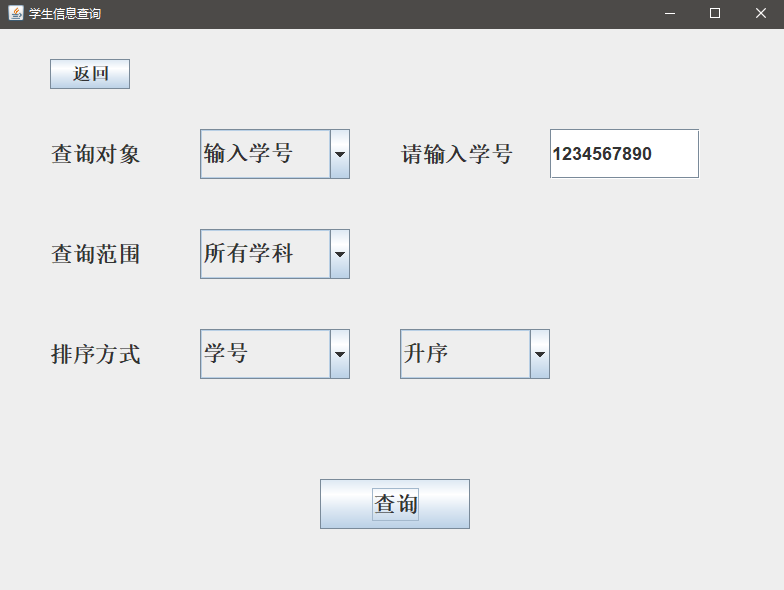 学生信息查询
返回
查询对象 输入学号 请输入学号 1234567890
查询范围 所有学科
排序方式 学号 升序
查询